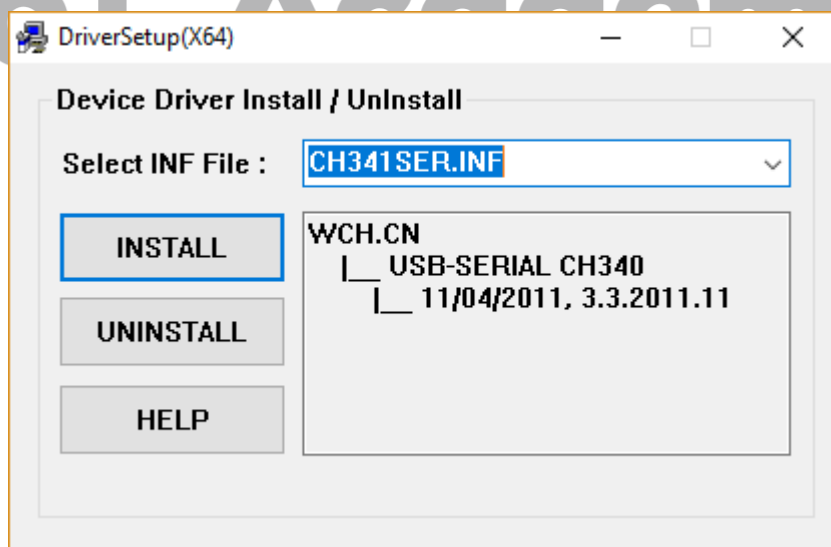 DriverSetup(X64)
Device Driver Install / UnInstall
Select INF File :
CH341SER.INF
INSTALL
UNINSTALL
HELP
WCH.CN
|__ USB-SERIAL CH340
|__ 11/04/2011, 3.3.2011.11